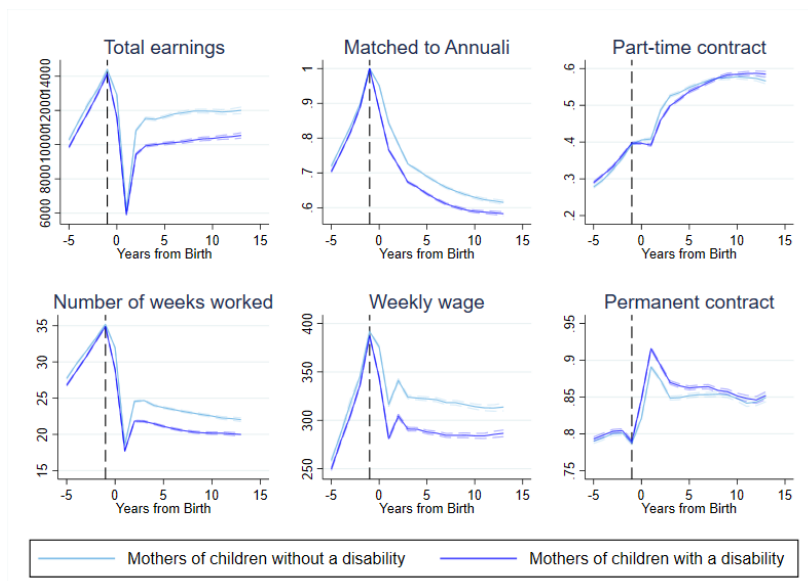 Total earnings
14000
12000
10000
8000
6000
-5 0 5 10 15
Years from Birth
Matched to Annuali
1
.9
.8
.7
.6
-5 0 5 10 15
Years from Birth
Part-time contract
.6
.5
.4
.3
.2
-5 0 5 10 15
Years from Birth
Number of weeks worked
35
30
25
20
15
-5 0 5 10 15
Years from Birth
Weekly wage
400
350
300
250
-5 0 5 10 15
Years from Birth
Permanent contract
.95
.9
.85
.8
.75
-5 0 5 10 15
Years from Birth
Mothers of children without a disability
Mothers of children with a disability